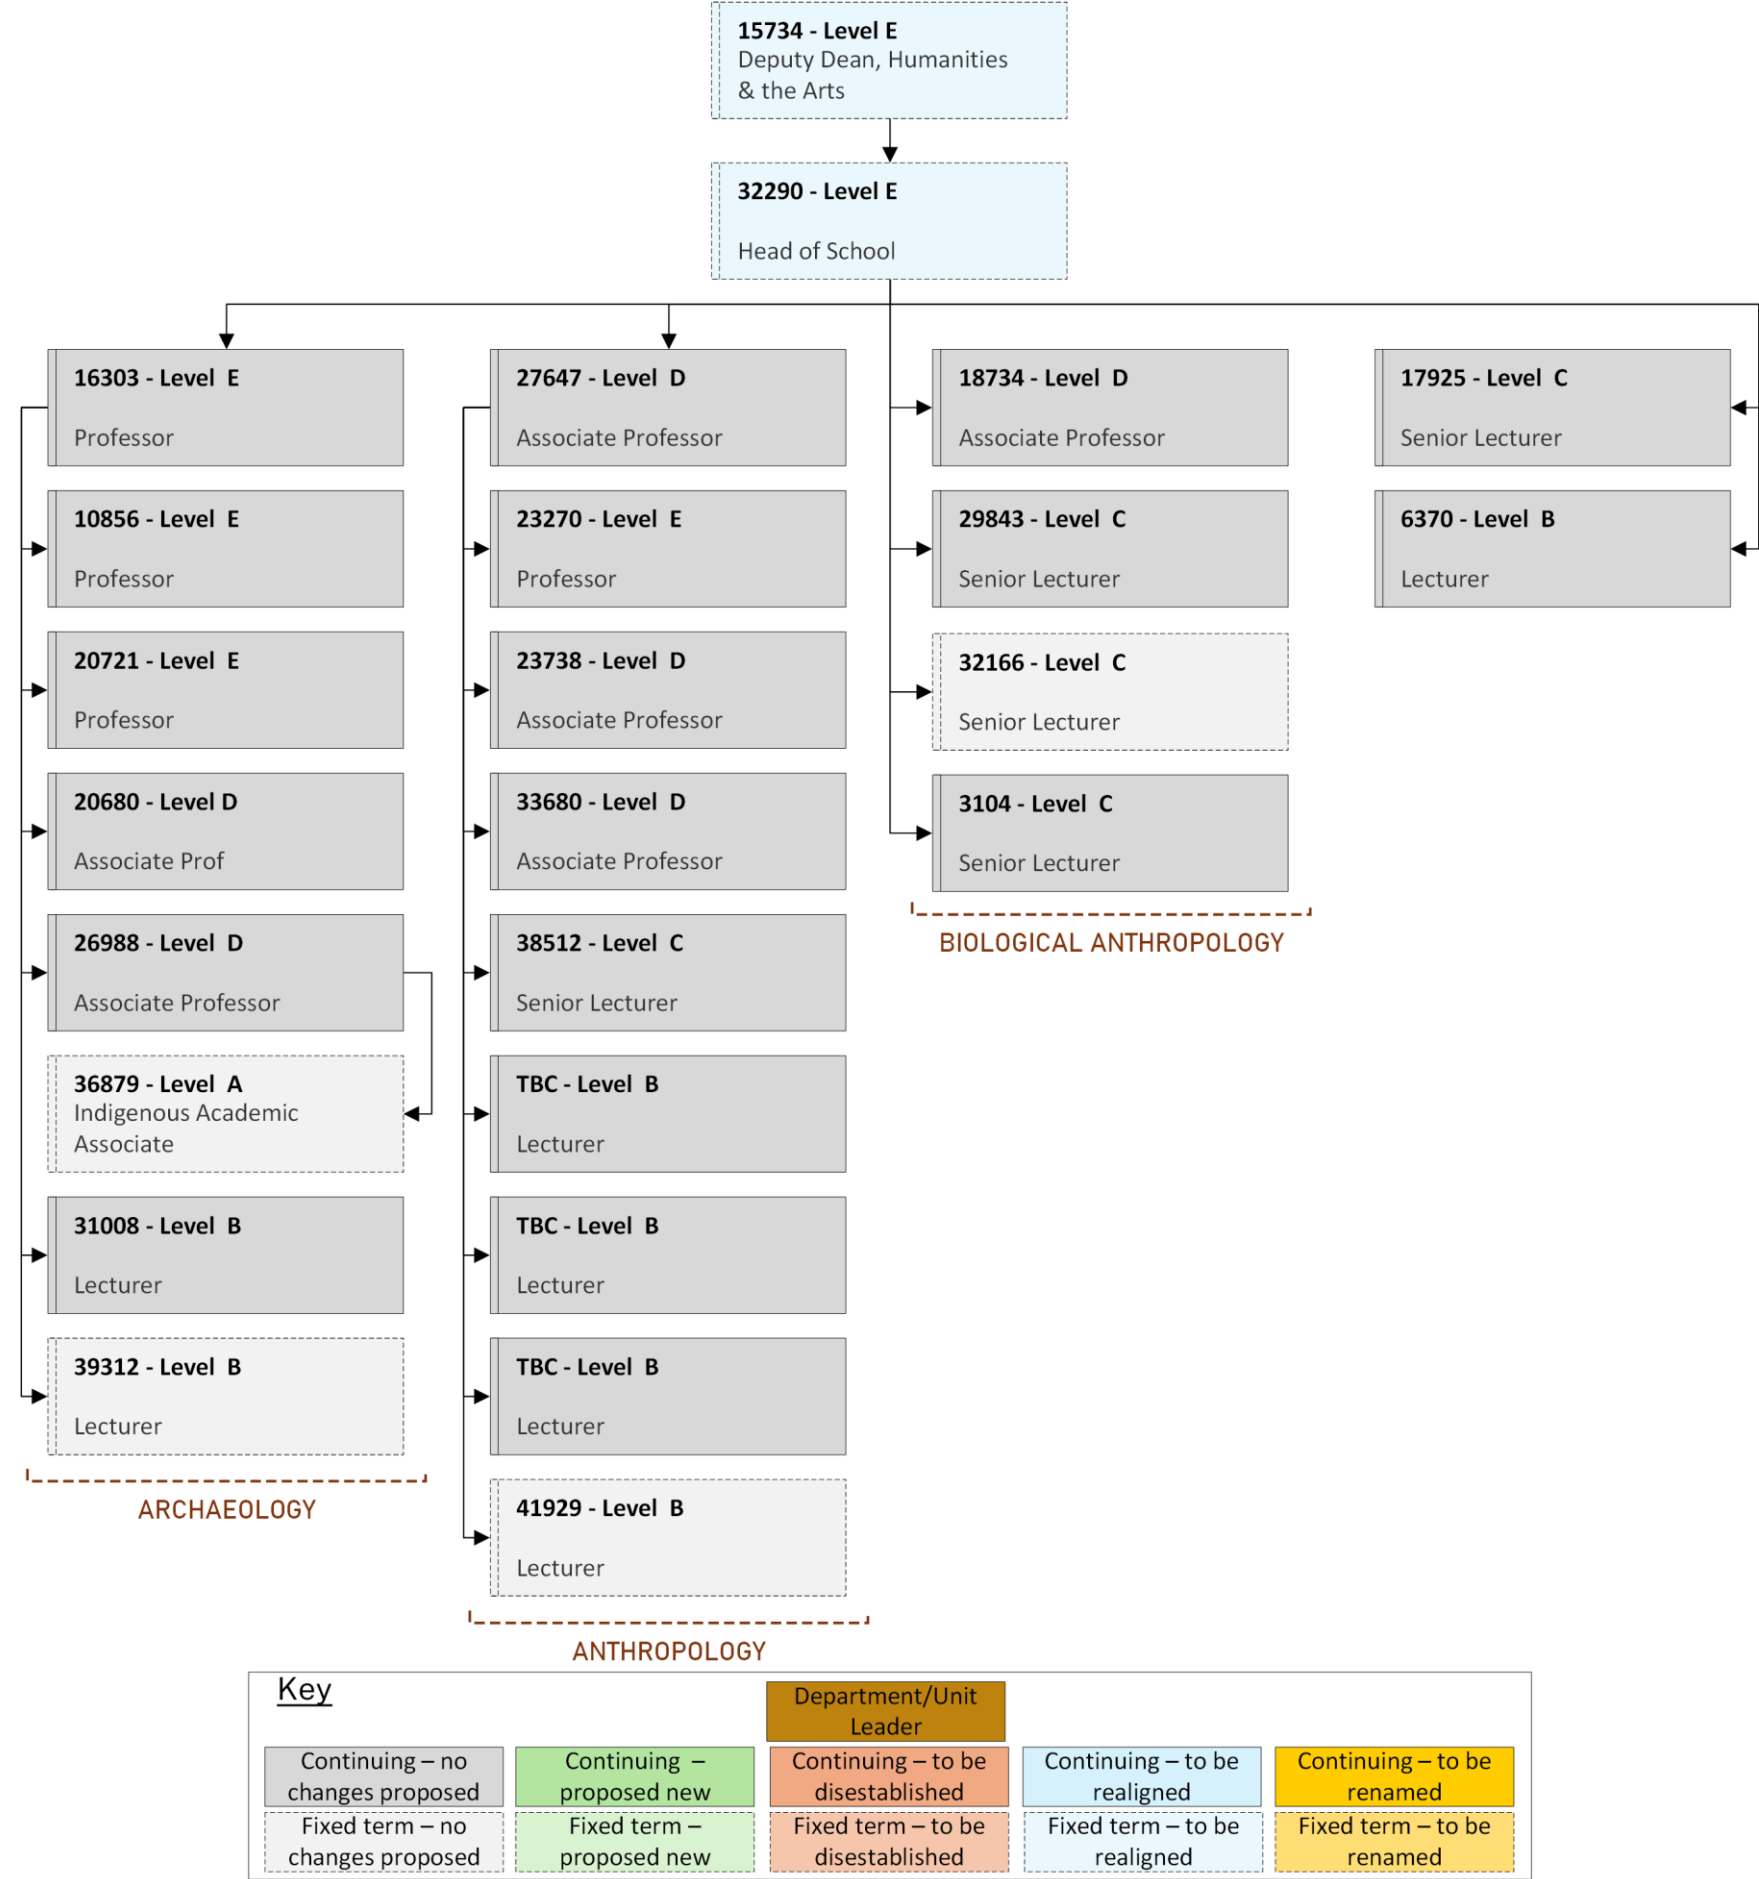 15734 - Level E
Deputy Dean, Humanities
& the Arts
32290 - Level E
Head of School
16303 - Level E
Professor
10856 - Level E
Professor
20721 - Level E
Professor
20680 - Level D
Associate Prof
26988 - Level D
Associate Professor
36879 - Level A
Indigenous Academic
Associate
31008 - Level B
Lecturer
39312 - Level B
Lecturer
ARCHAEOLOGY
27647 - Level D
Associate Professor
23270 - Level E
Professor
23738 - Level D
Associate Professor
33680 - Level D
Associate Professor
38512 - Level C
Senior Lecturer
TBC - Level B
Lecturer
TBC - Level B
Lecturer
TBC - Level B
Lecturer
41929 - Level B
Lecturer
ANTHROPOLOGY
18734 - Level D
Associate Professor
29843 - Level C
Senior Lecturer
32166 - Level C
Senior Lecturer
3104 - Level C
Senior Lecturer
BIOLOGICAL ANTHROPOLOGY
17925 - Level C
Senior Lecturer
6370 - Level B
Lecturer
Key
Department/Unit
Leader
Continuing – no
changes proposed
Continuing –
proposed new
Continuing – to be
disestablished
Continuing – to be
realigned
Continuing – to be
renamed
Fixed term – no
changes proposed
Fixed term –
proposed new
Fixed term – to be
disestablished
Fixed term – to be
realigned
Fixed term – to be
renamed